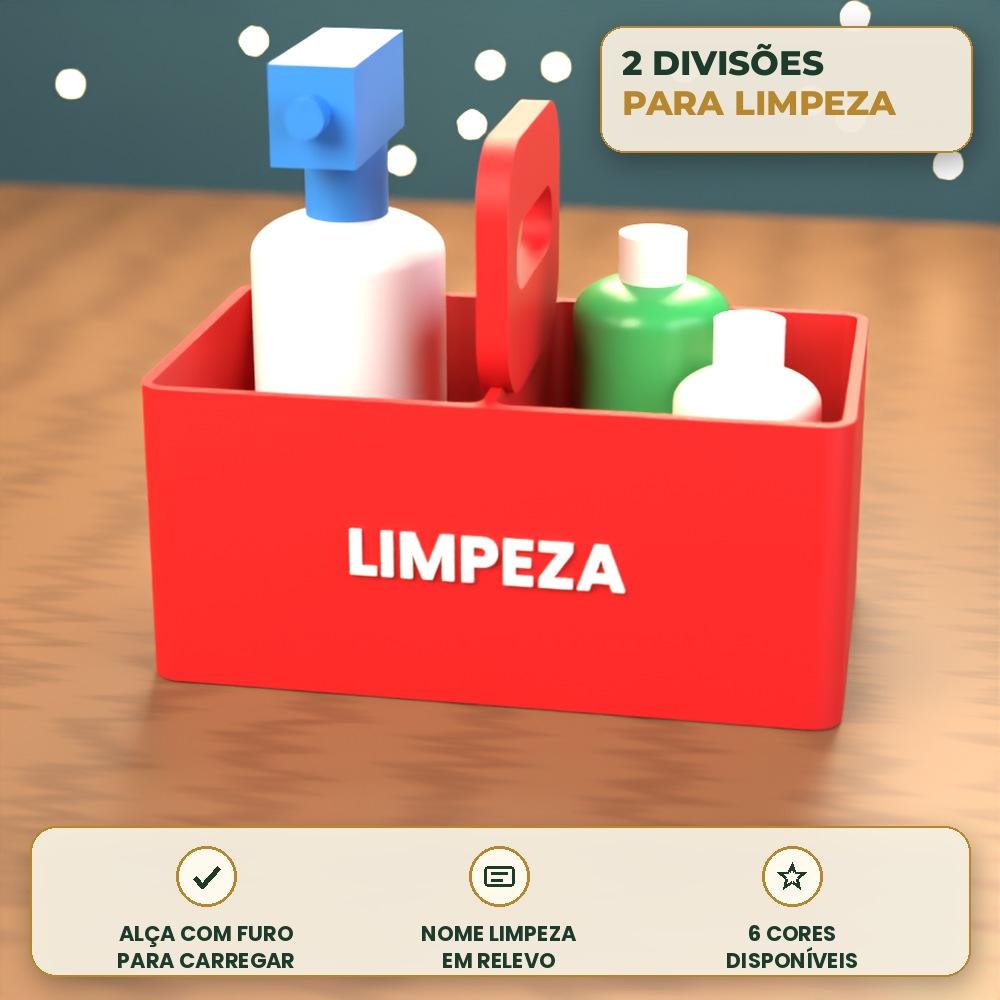 2 DIVISÕES
PARA LIMPEZA
LIMPEZA
ALÇA COM FURO
PARA CARREGAR
NOME LIMPEZA
EM RELEVO
6 CORES
DISPONÍVEIS